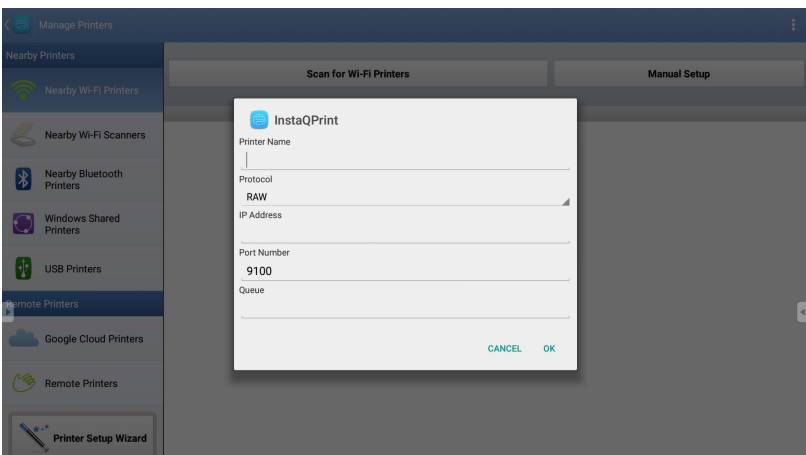 Manage Printers
Nearby Printers
Nearby Wi-Fi Printers
Nearby Wi-Fi Scanners
Nearby Bluetooth
Printers
Windows Shared
Printers
USB Printers
Remote Printers
Google Cloud Printers
Remote Printers
Printer Setup Wizard
Scan for Wi-Fi Printers
Manual Setup
InstaQPrint
Printer Name
Protocol
RAW
IP Address
Port Number
9100
Queue
CANCEL OK